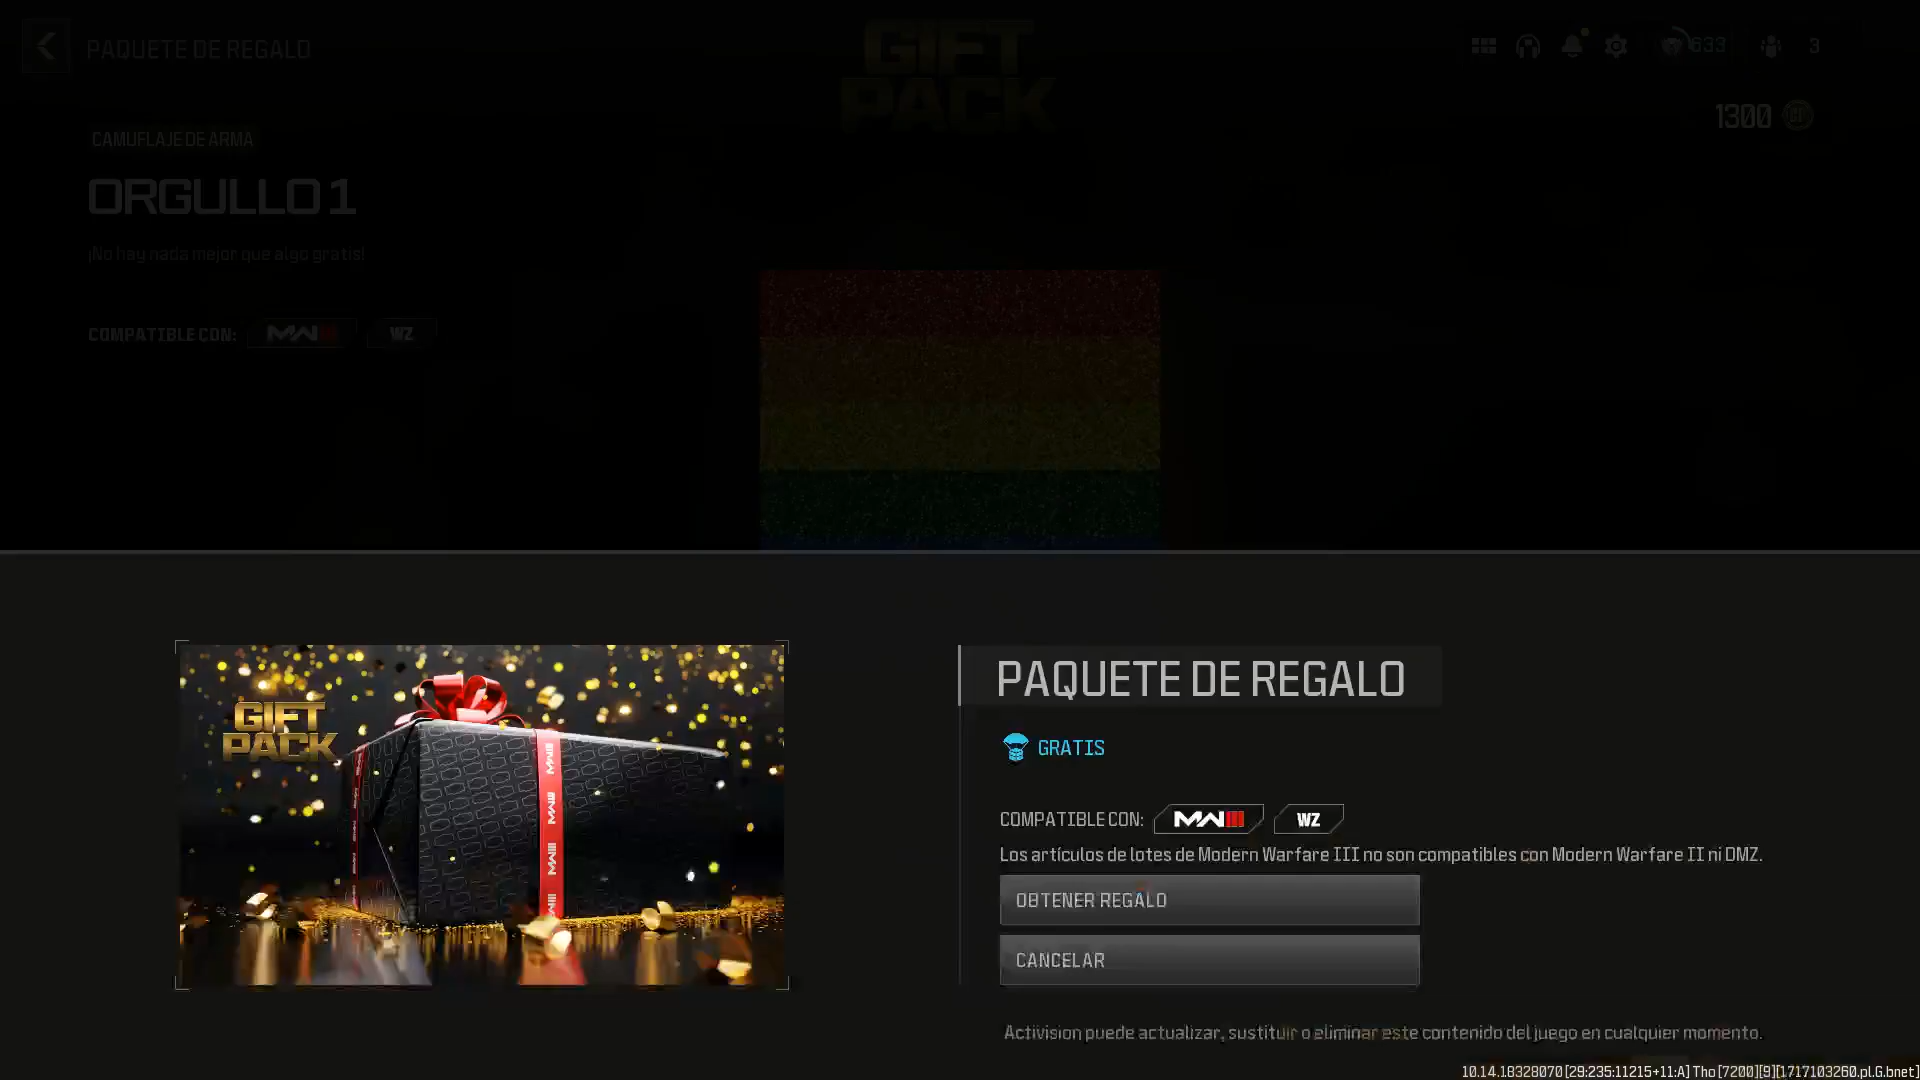 PAQUETE DE REGALO
GIFT
PACK
633
3
1300
CAMUFLAJE DE ARMA
ORGULLO 1
¡No hay nada mejor que algo gratis!
COMPATIBLE CON: MWIII WZ
GIFT
PACK
PAQUETE DE REGALO
GRATIS
COMPATIBLE CON: MWIII WZ
Los artículos de lotes de Modern Warfare III no son compatibles con Modern Warfare II ni DMZ.
OBTENER REGALO
CANCELAR
Activision puede actualizar, sustituir o eliminar este contenido del juego en cualquier momento.
10.14.18328070 [29:235:11215+11:A] Tho [7200][9][1717103260.pl.G.bnet]